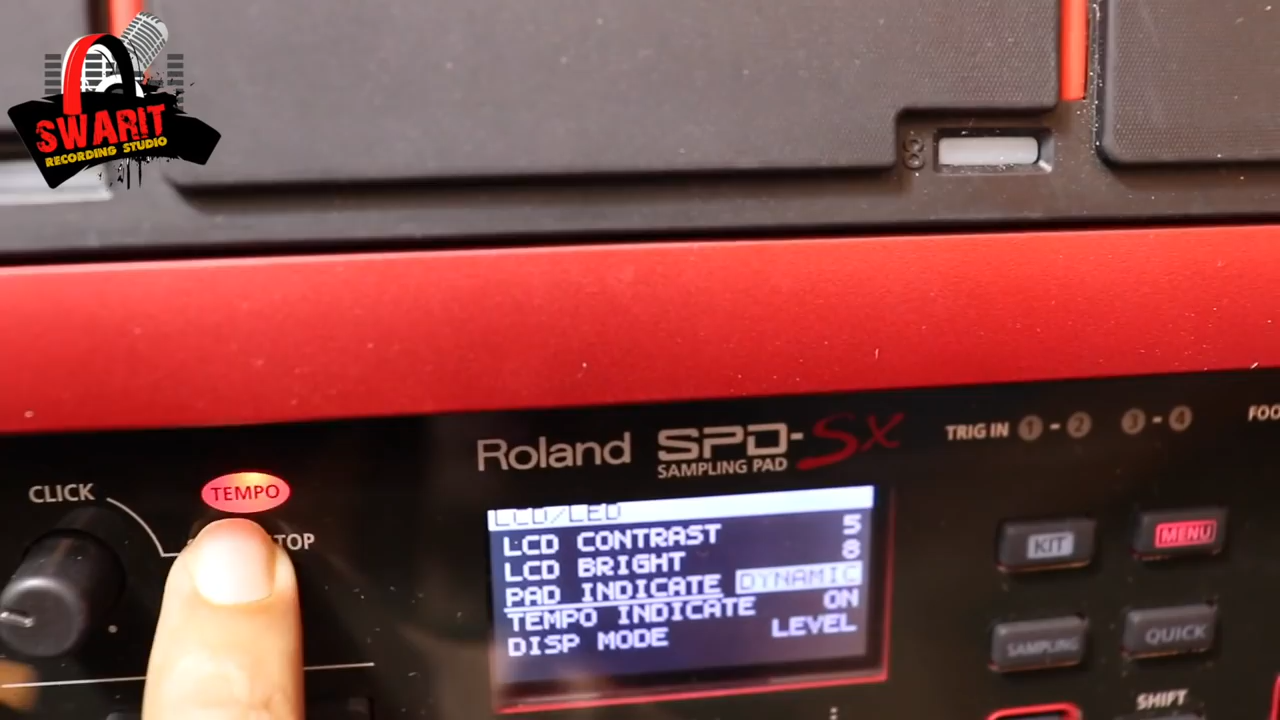 SWARIT
RECORDING STUDIO
8
Roland SPD-SX
SAMPLING PAD
TRIG IN 1-2 3-4
CLICK
TEMPO
LCD/LED
LCD CONTRAST 5
LCD BRIGHT 8
PAD INDICATE DYNAMIC
TEMPO INDICATE ON
DISP MODE LEVEL
KIT
MENU
SAMPLING
QUICK
SHIFT